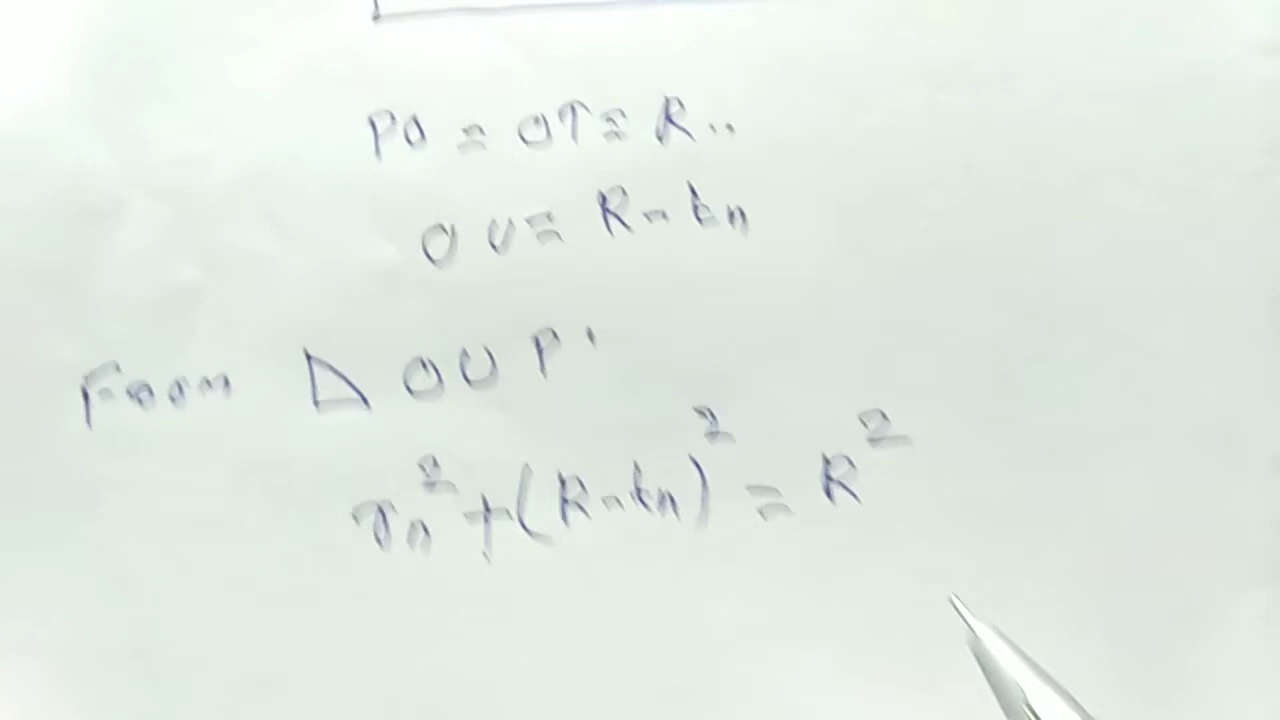 PO = OT = R..
OU = R - tn
From △ OUP'
rn² + (R - tn)² = R²